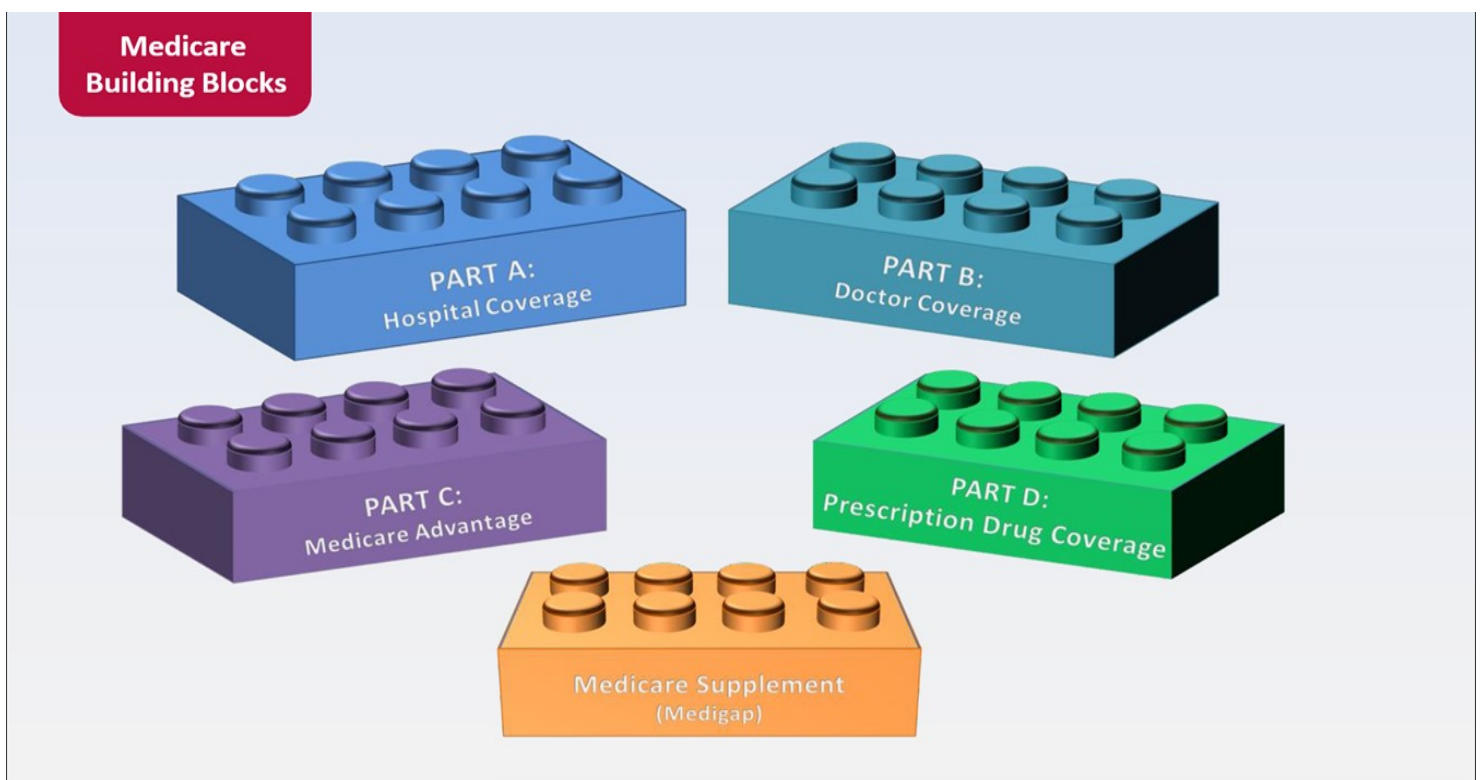 Medicare
Building Blocks
PART A:
Hospital Coverage
PART B:
Doctor Coverage
PART C:
Medicare Advantage
PART D:
Prescription Drug Coverage
Medicare Supplement
(Medigap)